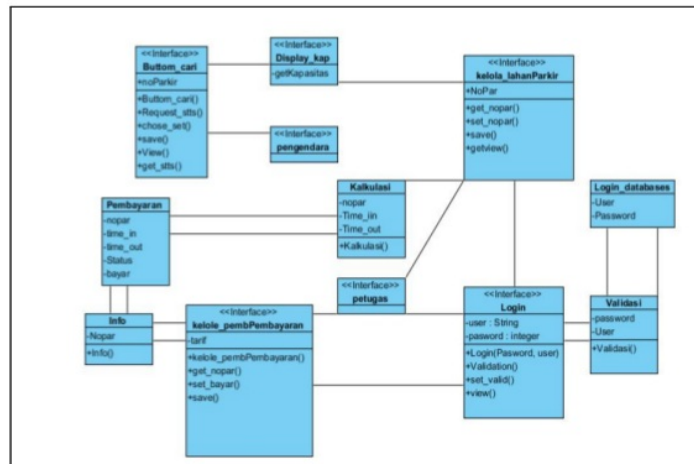 <<Interface>>
Buttom_cari
+noParkir
+Buttom_cari()
+Request_stts()
+chose_set()
+save()
+View()
+get_stts()
<<Interface>>
Display_kap
-getKapasitas
<<Interface>>
pengendara
<<Interface>>
kelola_lahanParkir
+NoPar
+get_nopar()
+set_nopar()
+save()
+getview()
Kalkulasi
-nopar
-Time_iin
-Time_out
+Kalkulasi()
Login_databases
-User
-Password
Pembayaran
-nopar
-time_in
-time_out
-Status
-bayar
<<Interface>>
petugas
Info
-Nopar
+Info()
<<Interface>>
kelole_pembPembayaran
-tarif
+kelole_pembPembayaran()
+get_nopar()
+set_bayar()
+save()
<<Interface>>
Login
-user : String
-pasword : integer
+Login(Pasword, user)
+Validation()
+set_valid()
+view()
Validasi
-password
-User
+Validasi()